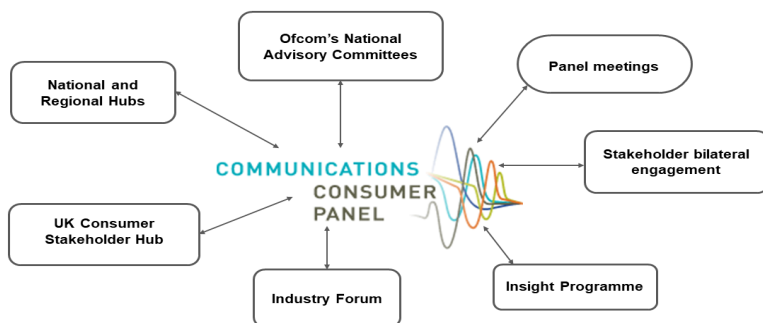 Ofcom's National
Advisory Committees
Panel meetings
National and
Regional Hubs
Stakeholder bilateral
engagement
COMMUNICATIONS
CONSUMER
PANEL
UK Consumer
Stakeholder Hub
Industry Forum
Insight Programme